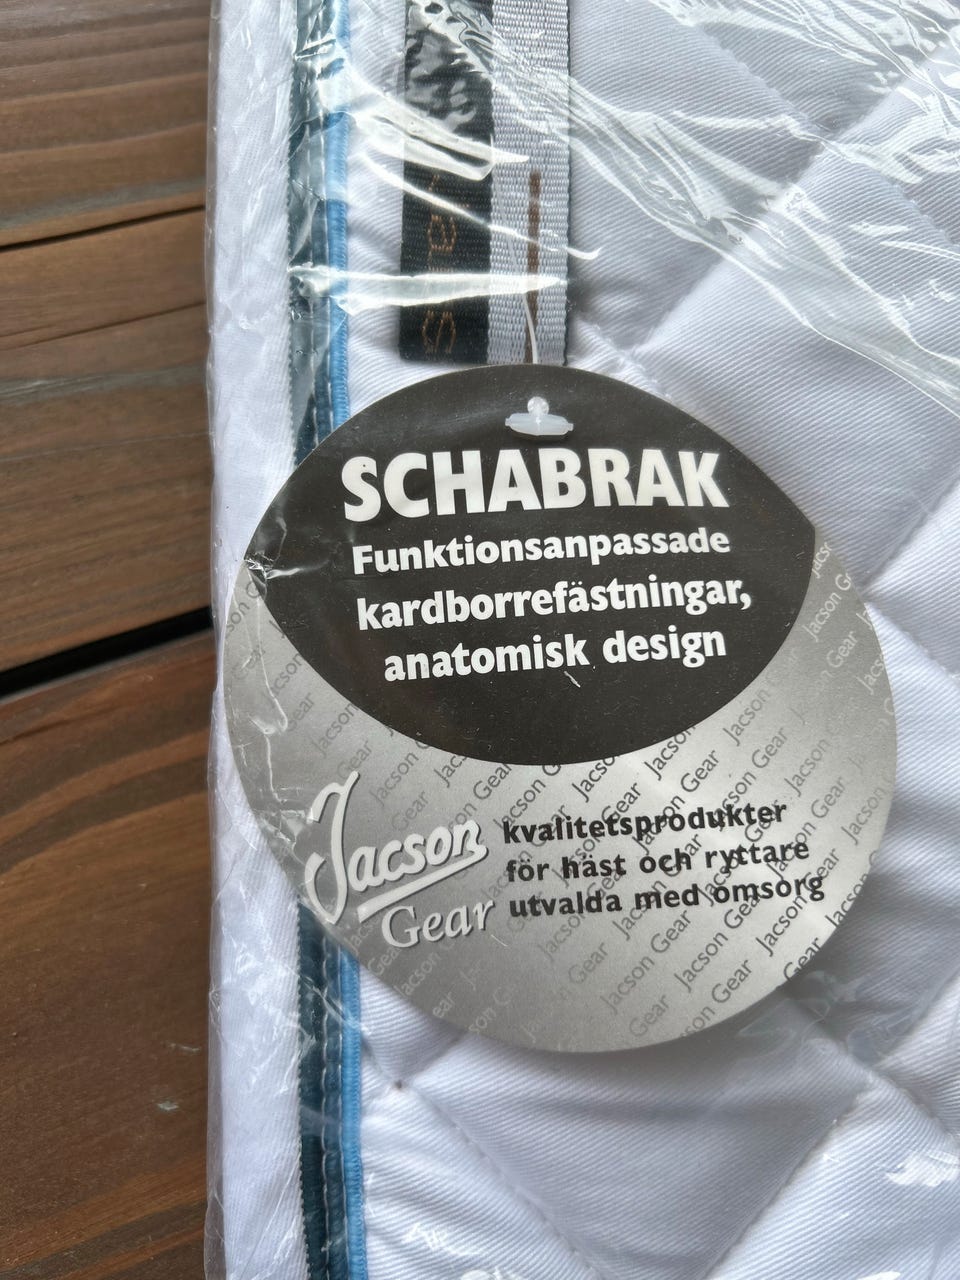 SCHABRAK
Funktionsanpassade
kardborrefästningar,
anatomisk design
Jacson
Gear
kvalitetsprodukter
för häst och ryttare
utvalda med omsorg